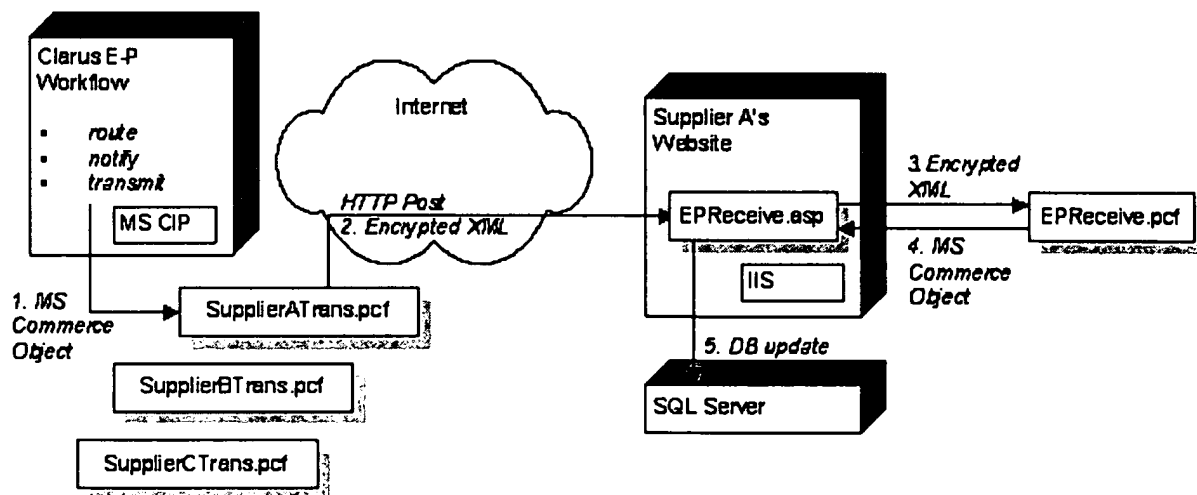 Clarus E-P
Workflow
▪ route
▪ notify
▪ transmit
MS CIP
1. MS
Commerce
Object
SupplierATrans.pcf
SupplierBTrans.pcf
SupplierCTrans.pcf
Internet
HTTP Post
2. Encrypted XML
Supplier A's
Website
EPReceive.asp
IIS
3. Encrypted
XML
EPReceive.pcf
4. MS
Commerce
Object
5. DB update
SQL Server